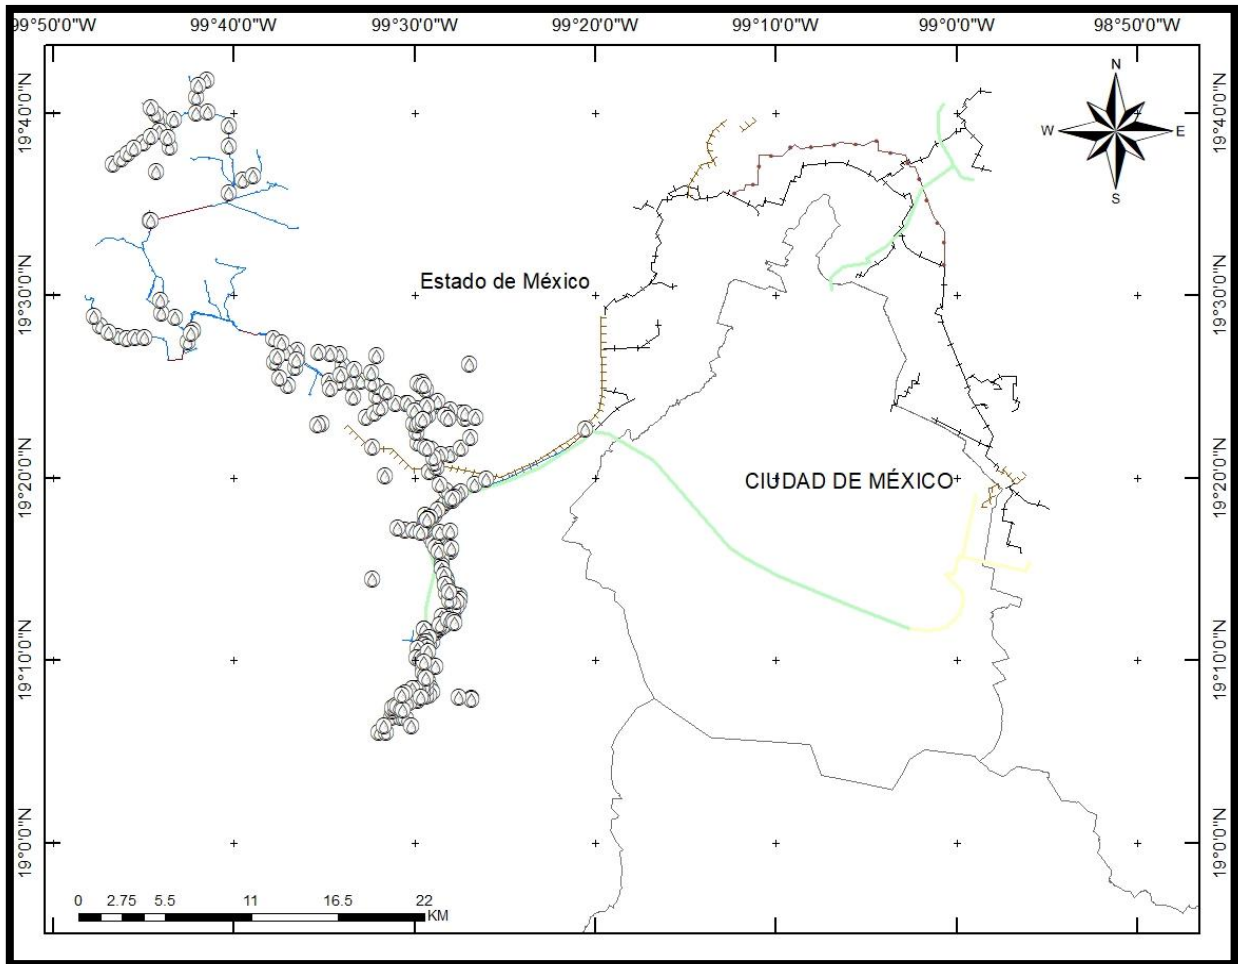 99°50'0"W 99°40'0"W 99°30'0"W 99°20'0"W 99°10'0"W 99°0'0"W 98°50'0"W
N
W E
S
19°40'0"N 19°40'0"N
Estado de México
19°30'0"N 19°30'0"N
CIUDAD DE MÉXICO
19°20'0"N 19°20'0"N
19°10'0"N 19°10'0"N
19°0'0"N 19°0'0"N
0 2.75 5.5 11 16.5 22
KM